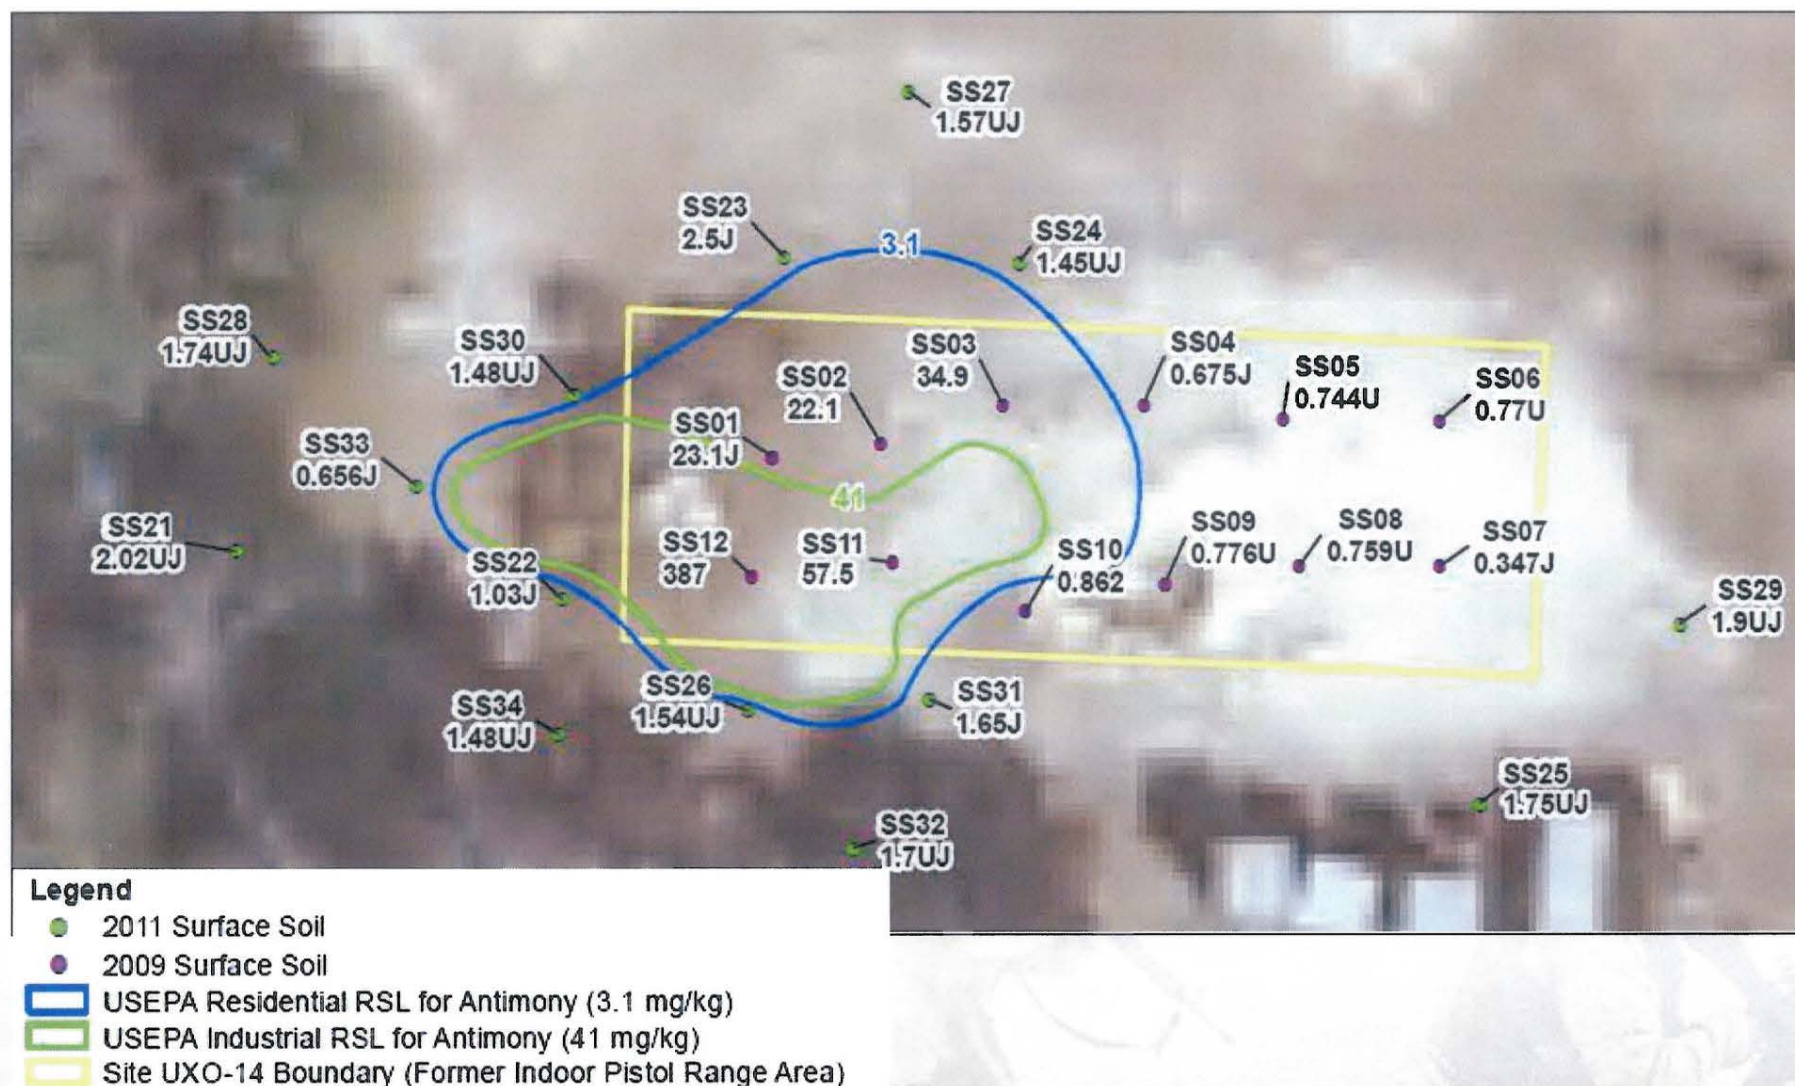 SS27
1.57UJ
SS23
2.5J
3.1
SS24
1.45UJ
SS28
1.74UJ
SS30
1.48UJ
SS03
34.9
SS04
0.675J
SS02
22.1
SS05
0.744U
SS06
0.77U
SS01
23.1J
SS33
0.656J
41
SS21
2.02UJ
SS22
1.03J
SS12
387
SS11
57.5
SS10
0.862
SS09
0.776U
SS08
0.759U
SS07
0.347J
SS29
1.9UJ
SS26
1.54UJ
SS34
1.48UJ
SS31
1.65J
SS25
1.75UJ
SS32
1.7UJ
Legend
2011 Surface Soil
2009 Surface Soil
USEPA Residential RSL for Antimony (3.1 mg/kg)
USEPA Industrial RSL for Antimony (41 mg/kg)
Site UXO-14 Boundary (Former Indoor Pistol Range Area)